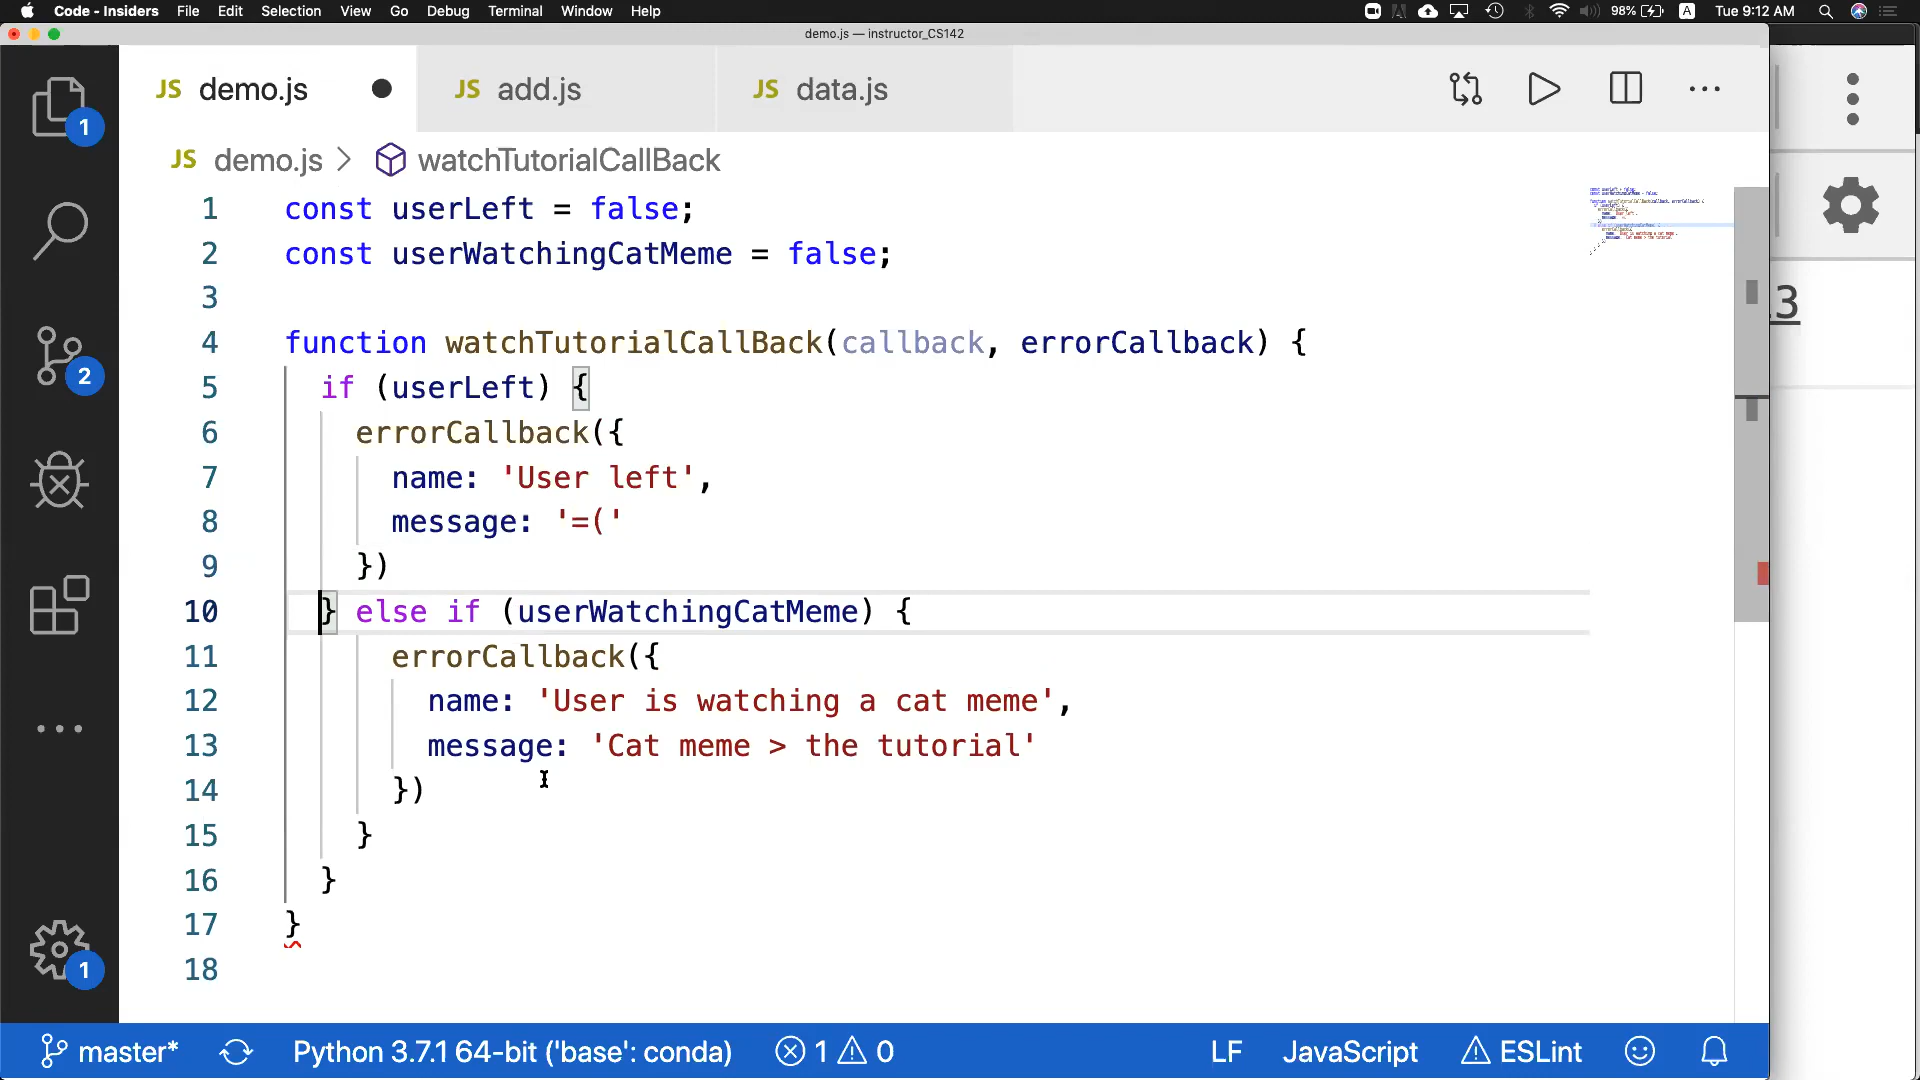 Code - Insiders File Edit Selection View Go Debug Terminal Window Help 98% A Tue 9:12 AM
demo.js — instructor_CS142
JS demo.js JS add.js JS data.js
JS demo.js > watchTutorialCallBack
1 const userLeft = false;
2 const userWatchingCatMeme = false;
3
4 function watchTutorialCallBack(callback, errorCallback) {
5 if (userLeft) {
6 errorCallback({
7 name: 'User left',
8 message: '=('
9 })
10 } else if (userWatchingCatMeme) {
11 errorCallback({
12 name: 'User is watching a cat meme',
13 message: 'Cat meme > the tutorial'
14 })
15 }
16 }
17 }
18
1
2
1
3
master* Python 3.7.1 64-bit ('base': conda) 1 0 LF JavaScript ESLint